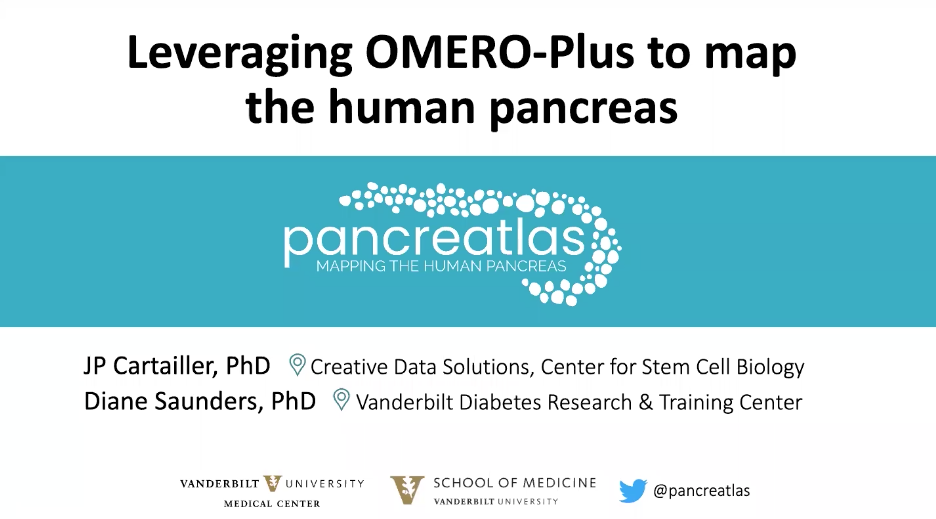 Leveraging OMERO-Plus to map
the human pancreas
pancreatlas
MAPPING THE HUMAN PANCREAS
JP Cartailler, PhD Creative Data Solutions, Center for Stem Cell Biology
Diane Saunders, PhD Vanderbilt Diabetes Research & Training Center
VANDERBILT UNIVERSITY
MEDICAL CENTER
SCHOOL OF MEDICINE
VANDERBILT UNIVERSITY
@pancreatlas